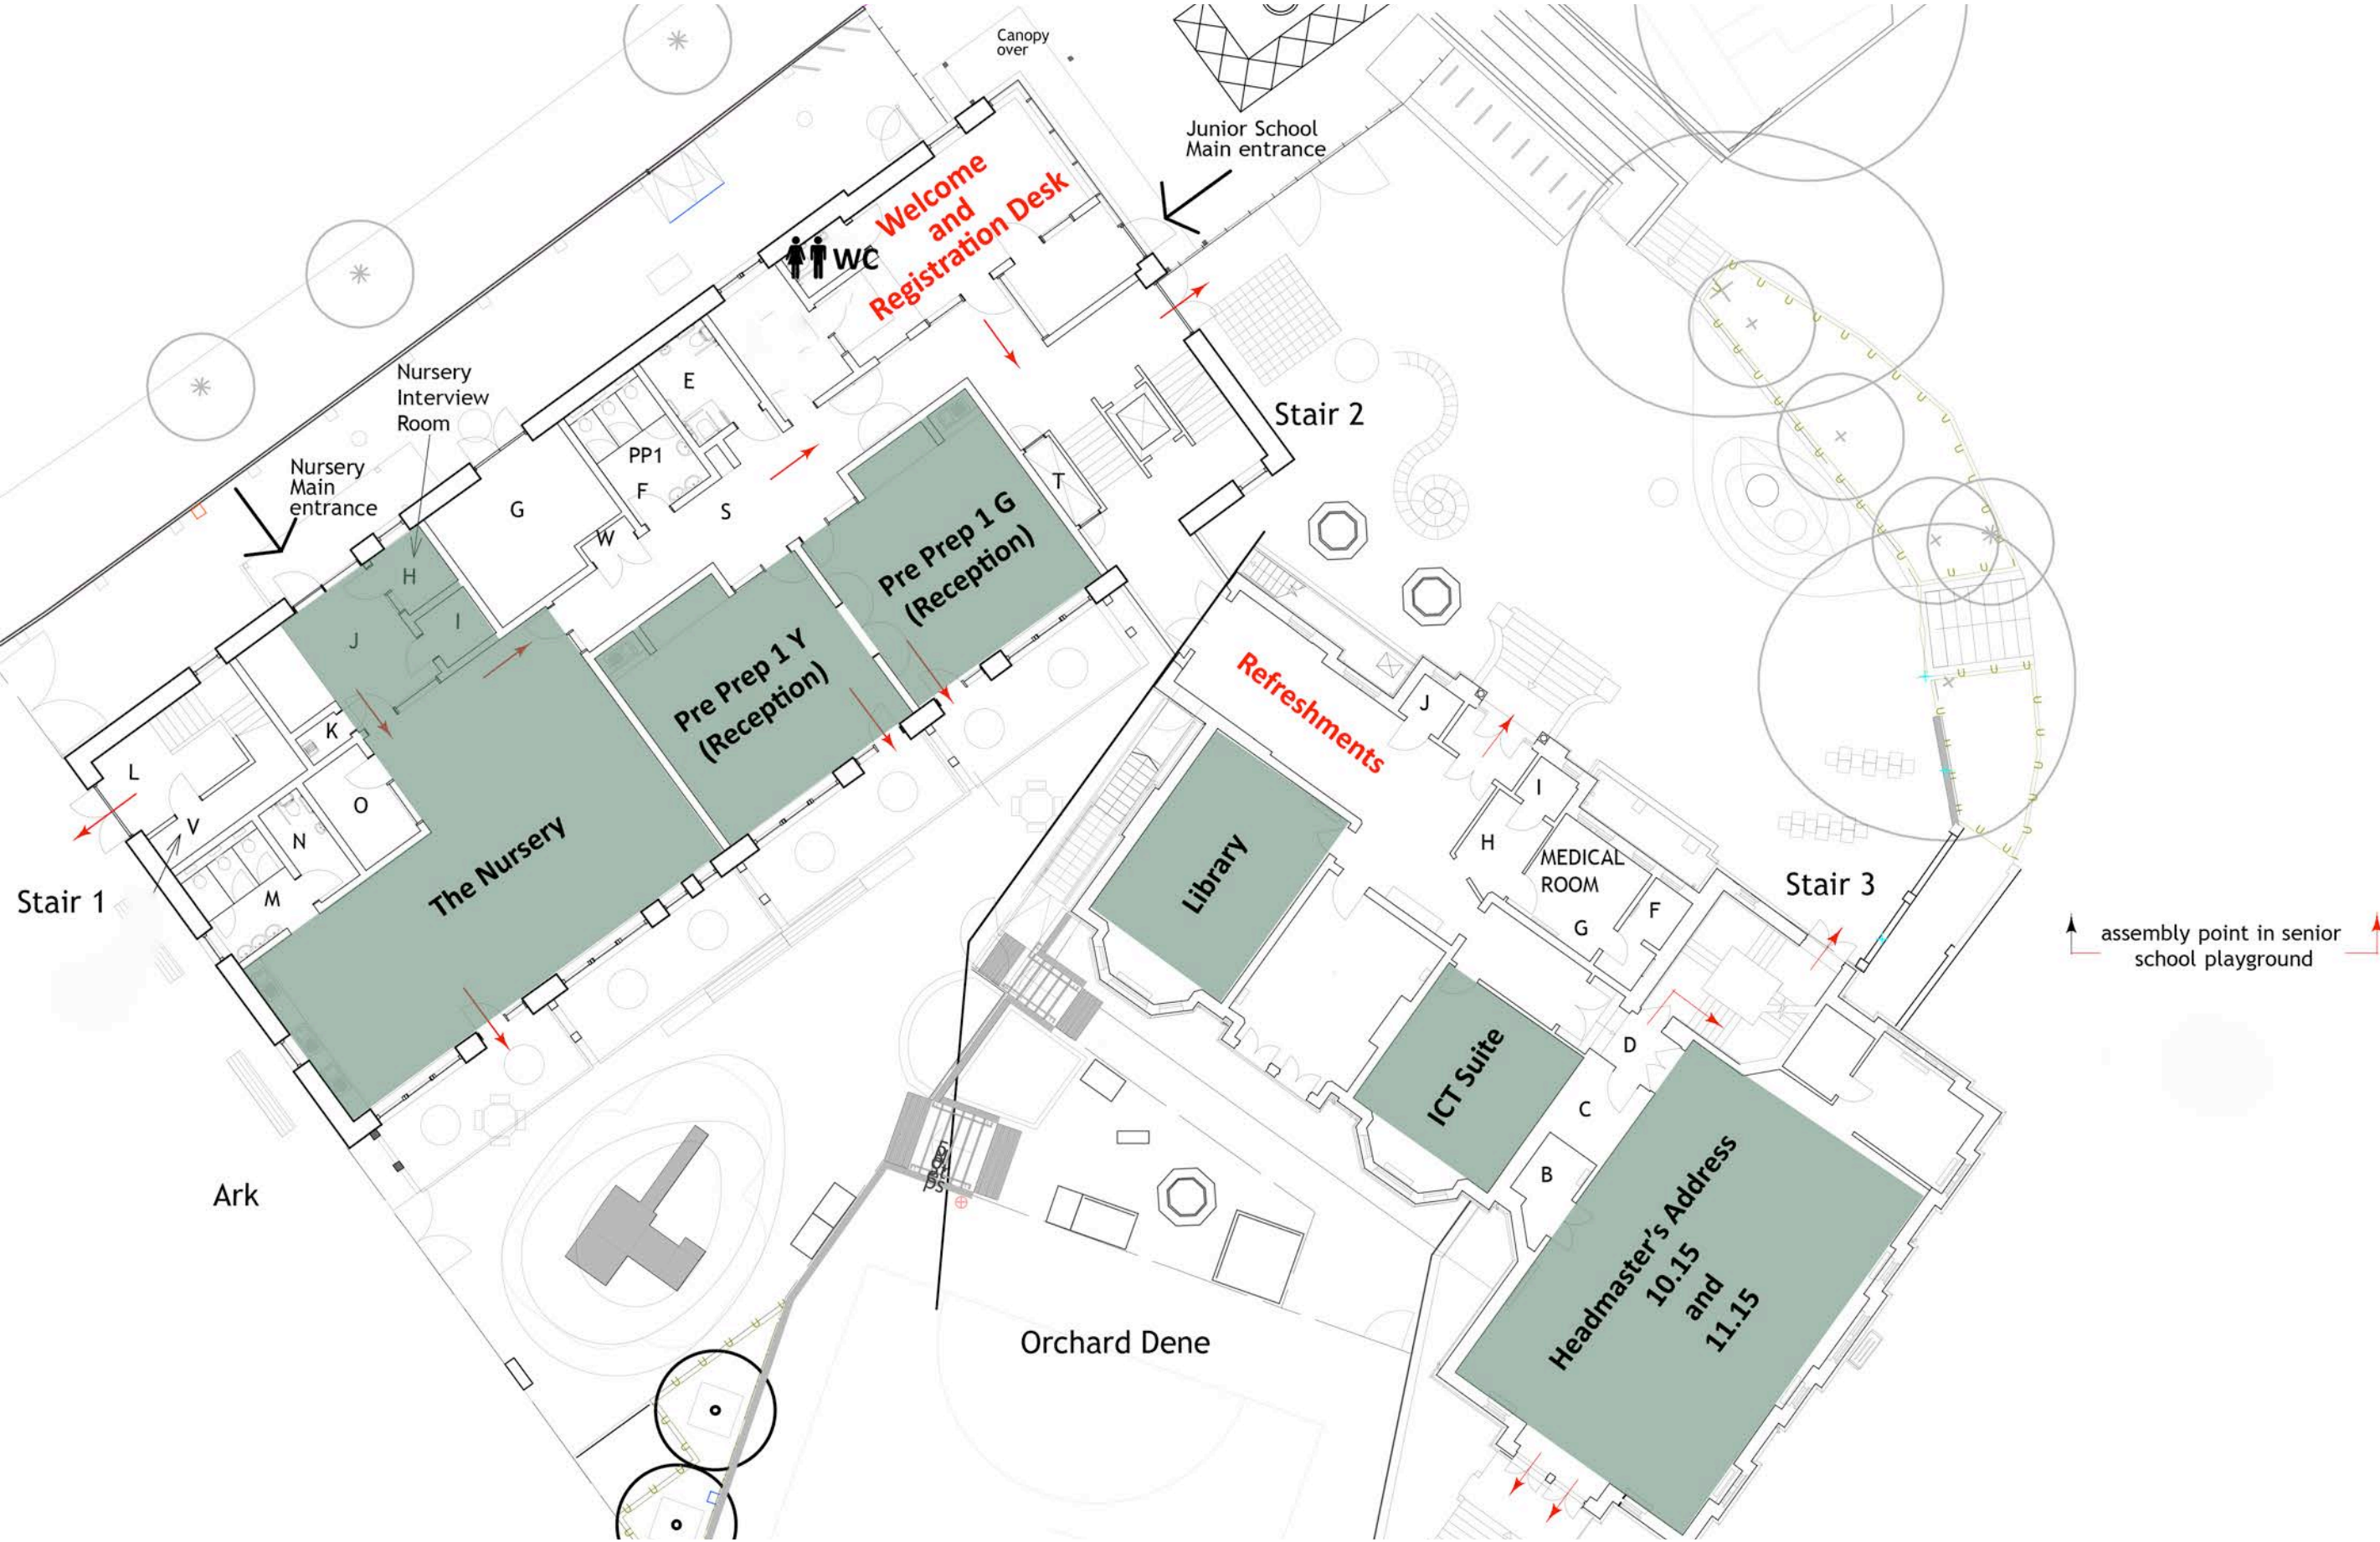 Canopy
over
Junior School
Main entrance
Welcome
and
Registration Desk
WC
Nursery
Interview
Room
Nursery
Main
entrance
E
PP1
F
G
S
W
T
Stair 2
H
I
J
K
L
V
O
N
M
Stair 1
Pre Prep 1 G
(Reception)
Pre Prep 1 Y
(Reception)
The Nursery
Refreshments
J
I
H
MEDICAL
ROOM
G
F
Stair 3
Library
ICT Suite
D
C
B
assembly point in senior
school playground
Headmaster's Address
10.15
and
11.15
Ark
Orchard Dene